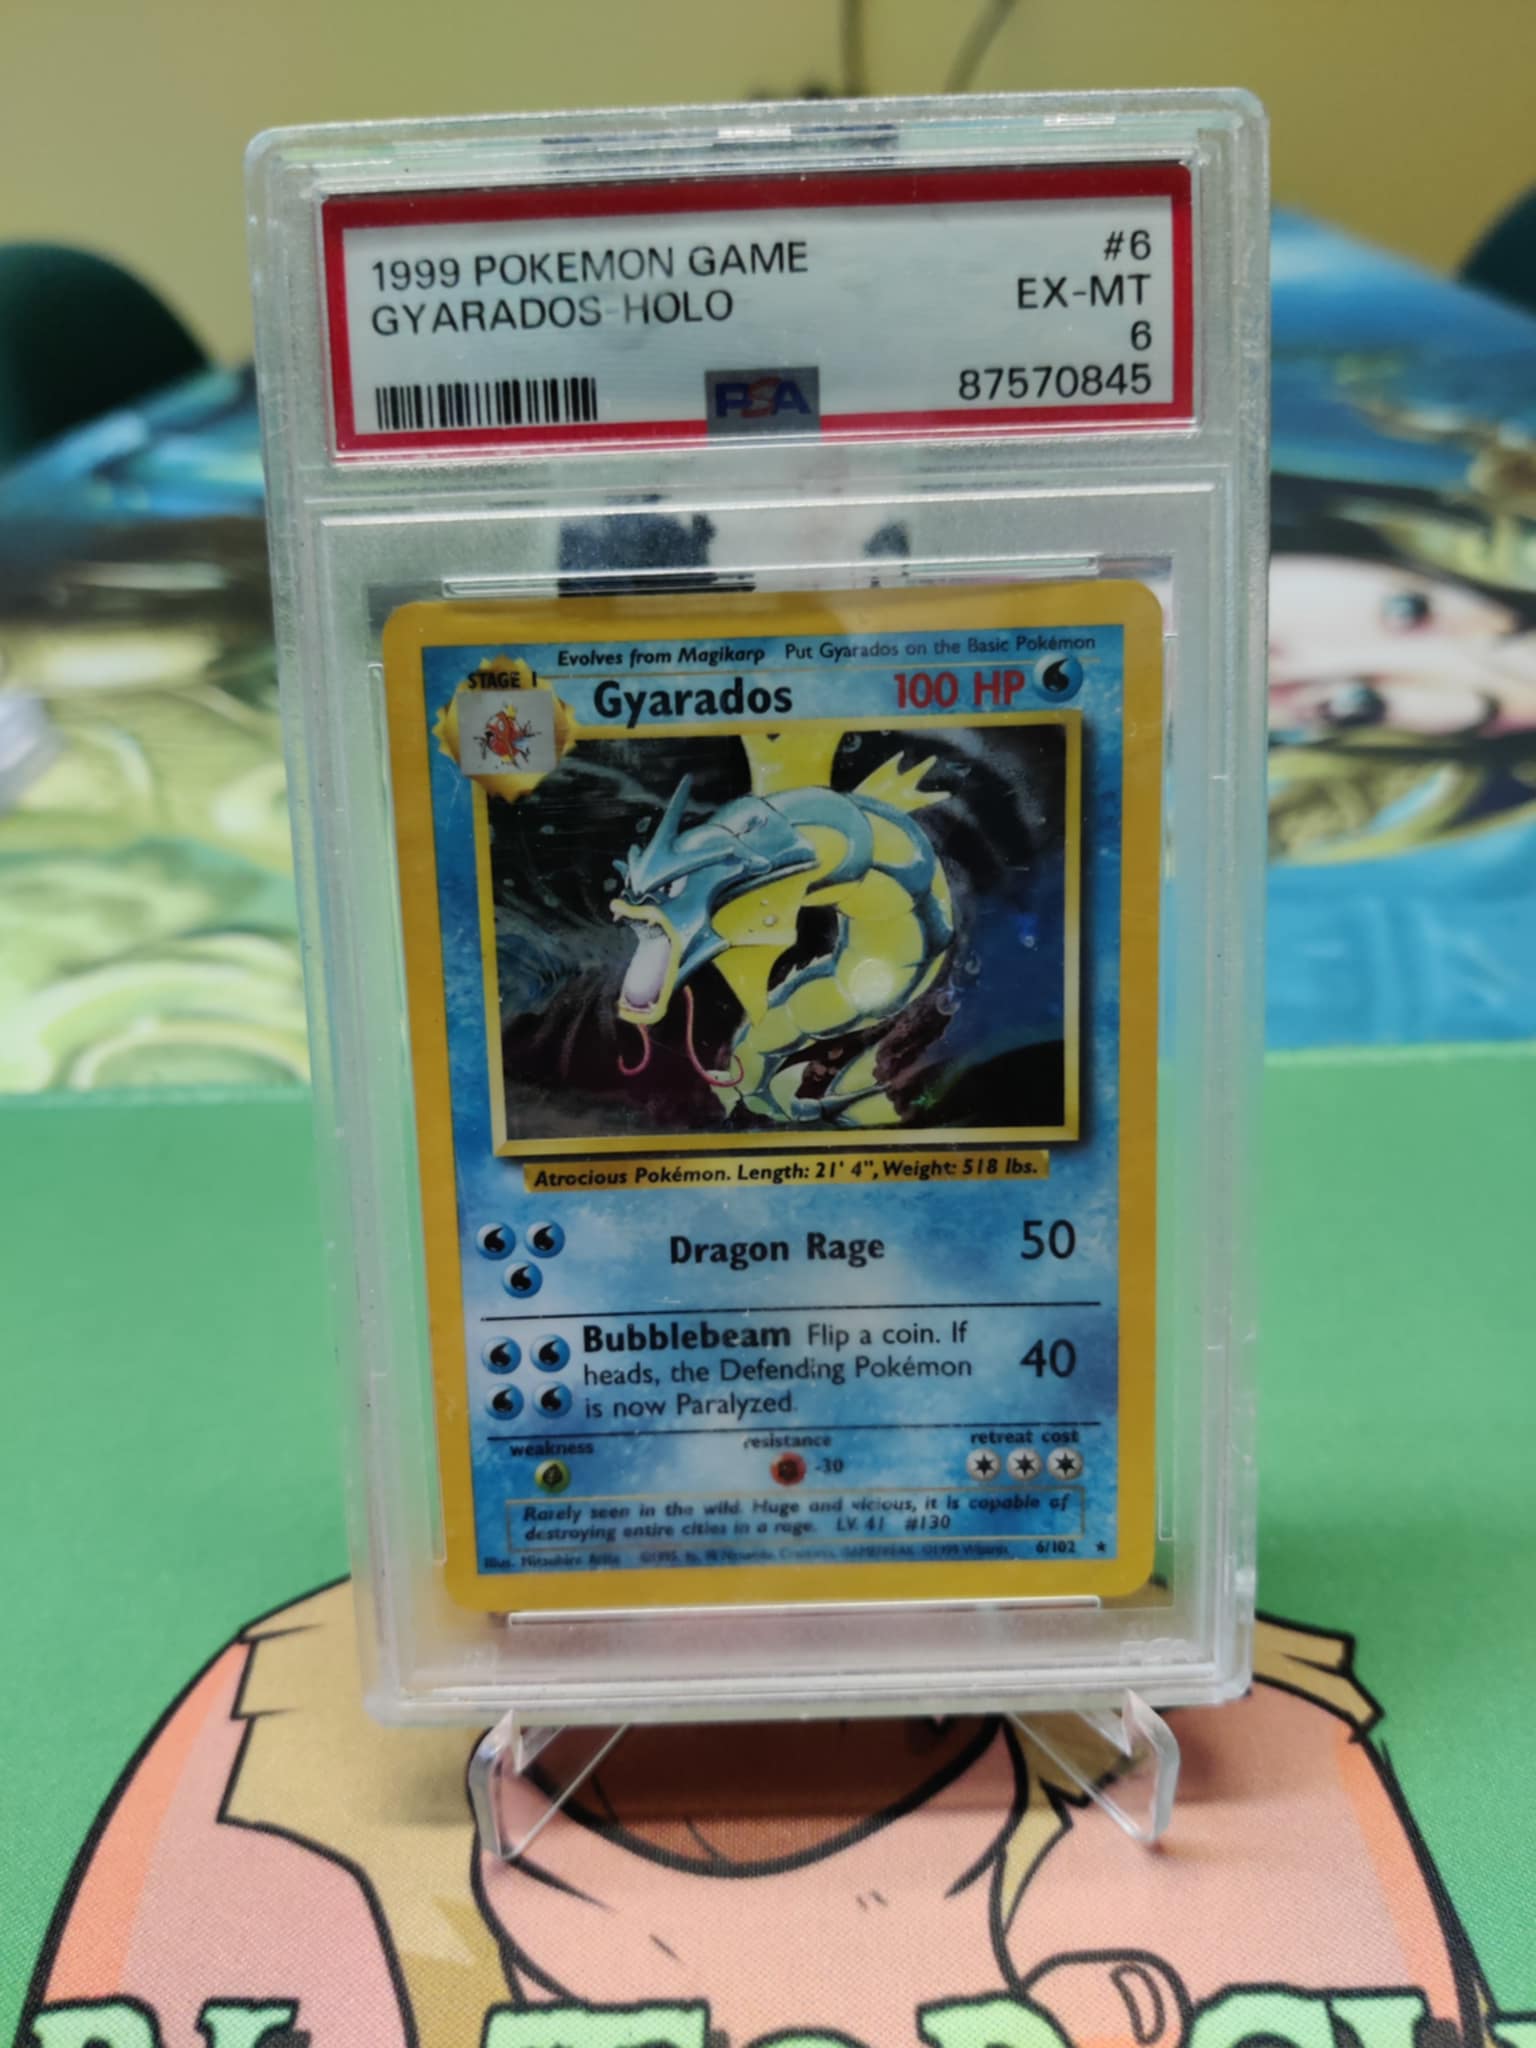 1999 POKEMON GAME #6
GYARADOS-HOLO EX-MT
6
PSA 87570845
Evolves from Magikarp Put Gyarados on the Basic Pokémon
STAGE 1
Gyarados 100 HP
Atrocious Pokémon. Length: 21' 4", Weight: 518 lbs.
Dragon Rage 50
Bubblebeam Flip a coin. If
heads, the Defending Pokémon
is now Paralyzed. 40
weakness resistance retreat cost
-30
Rarely seen in the wild. Huge and vicious, it is capable of
destroying entire cities in a rage. LV. 41 #130
Illus. Mitsuhiro Arita 6/102